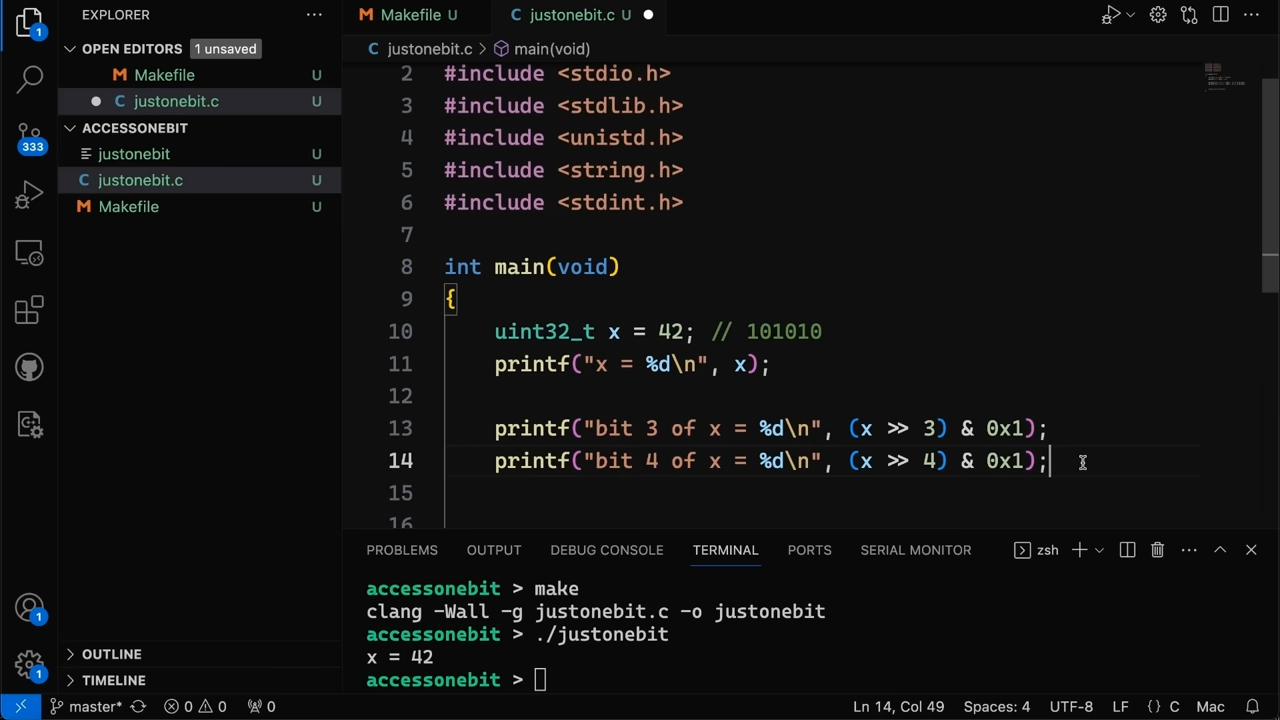 EXPLORER
OPEN EDITORS 1 unsaved
Makefile U
justonebit.c U
ACCESSONEBIT
justonebit U
justonebit.c U
Makefile U
OUTLINE
TIMELINE
1
333
1
1
Makefile U justonebit.c U
justonebit.c > main(void)
2 #include <stdio.h>
3 #include <stdlib.h>
4 #include <unistd.h>
5 #include <string.h>
6 #include <stdint.h>
7
8 int main(void)
9 {
10 uint32_t x = 42; // 101010
11 printf("x = %d\n", x);
12
13 printf("bit 3 of x = %d\n", (x >> 3) & 0x1);
14 printf("bit 4 of x = %d\n", (x >> 4) & 0x1);
15
16
PROBLEMS OUTPUT DEBUG CONSOLE TERMINAL PORTS SERIAL MONITOR zsh
accessonebit > make
clang -Wall -g justonebit.c -o justonebit
accessonebit > ./justonebit
x = 42
accessonebit >
master* 0 0 0 Ln 14, Col 49 Spaces: 4 UTF-8 LF {} C Mac